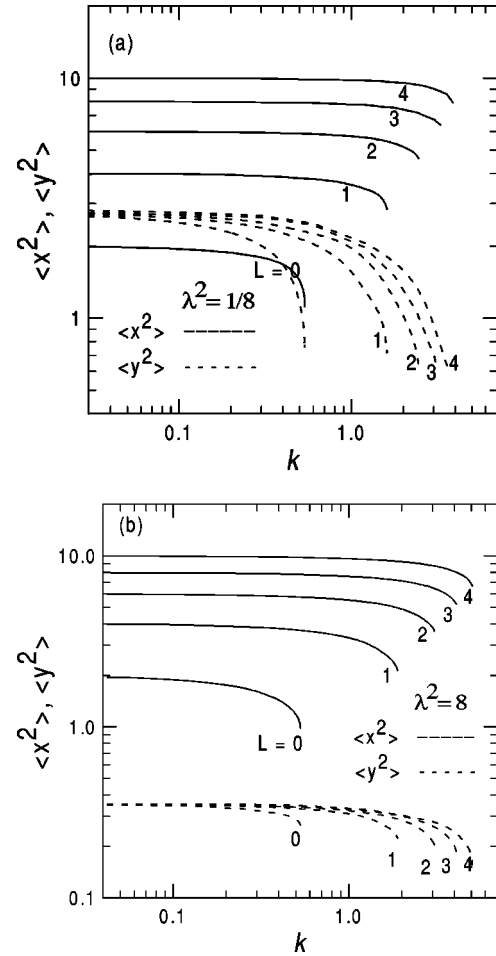 (a)
10
1
<x²>, <y²>
4
3
2
1
L = 0
λ² = 1/8
<x²>
<y²>
1
2
3
4
0.1
1.0
k
(b)
10.0
1.0
0.1
<x²>, <y²>
4
3
2
1
L = 0
λ² = 8
<x²>
<y²>
0
1
2
3
4
0.1
1.0
k